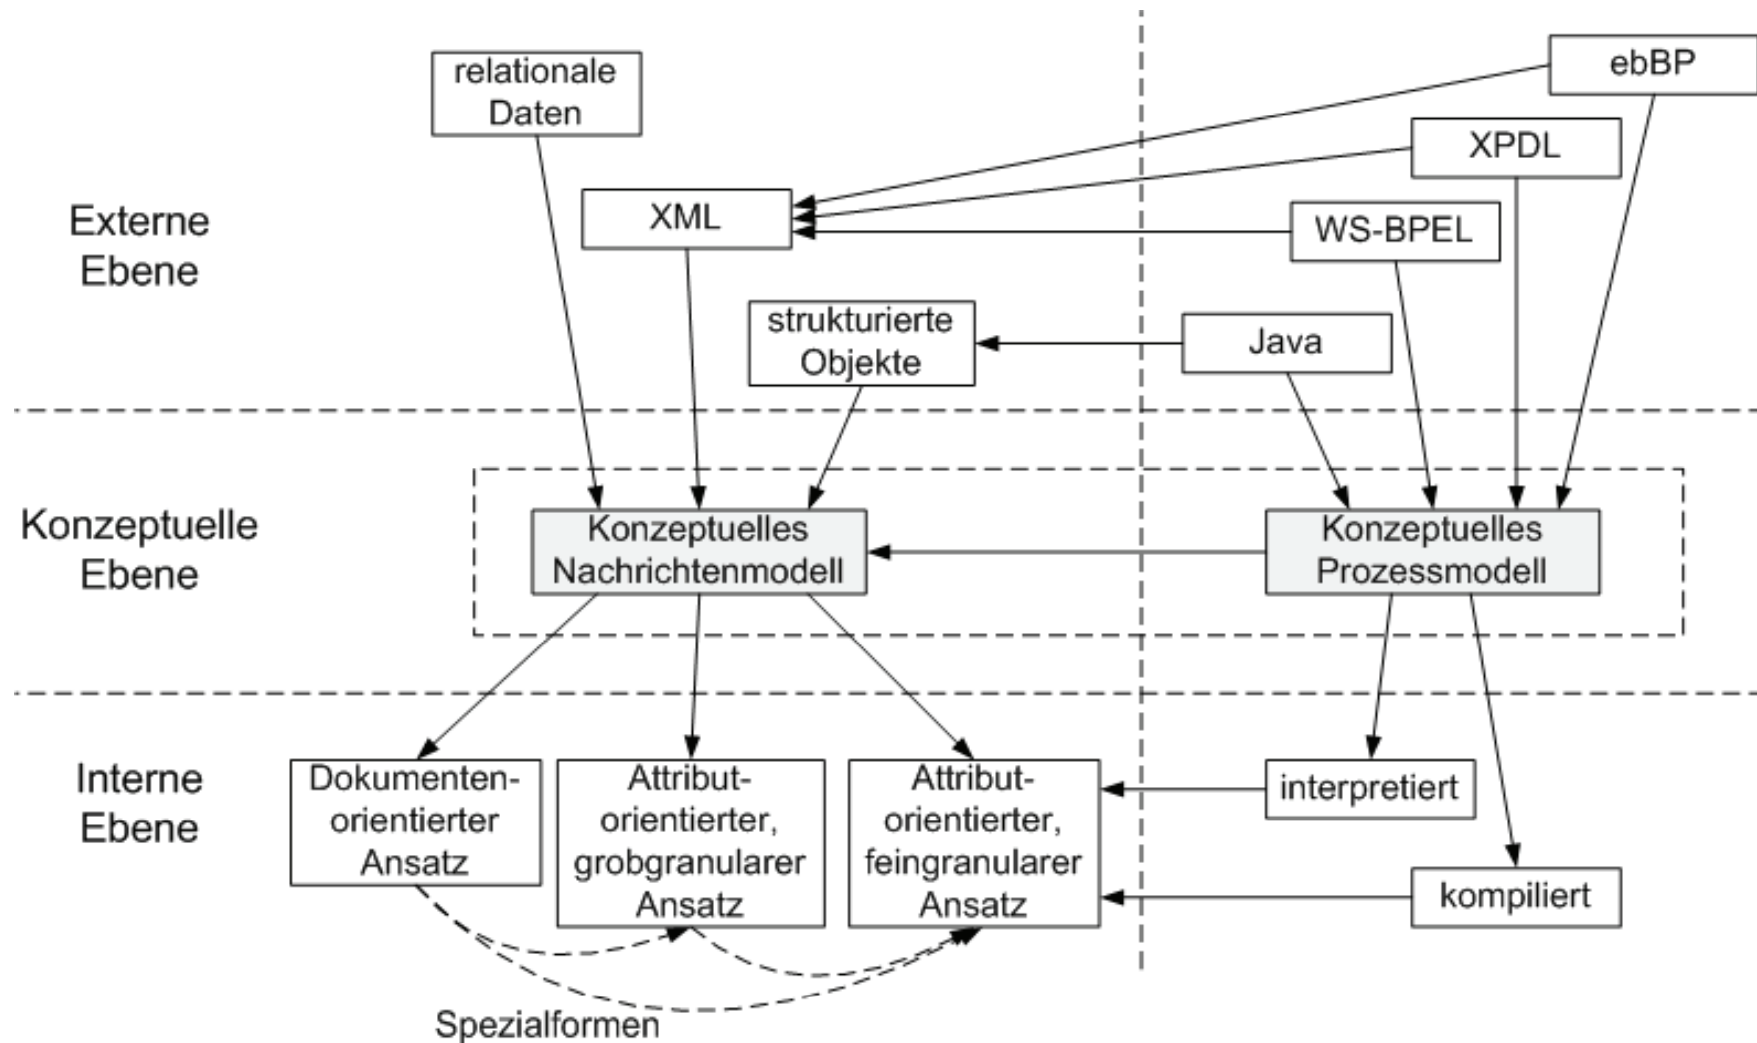 relationale
Daten
ebBP
XPDL
XML
WS-BPEL
Externe
Ebene
strukturierte
Objekte
Java
Konzeptuelle
Ebene
Konzeptuelles
Nachrichtenmodell
Konzeptuelles
Prozessmodell
Interne
Ebene
Dokumenten-
orientierter
Ansatz
Attribut-
orientierter,
grobgranularer
Ansatz
Attribut-
orientierter,
feingranularer
Ansatz
interpretiert
kompiliert
Spezialformen